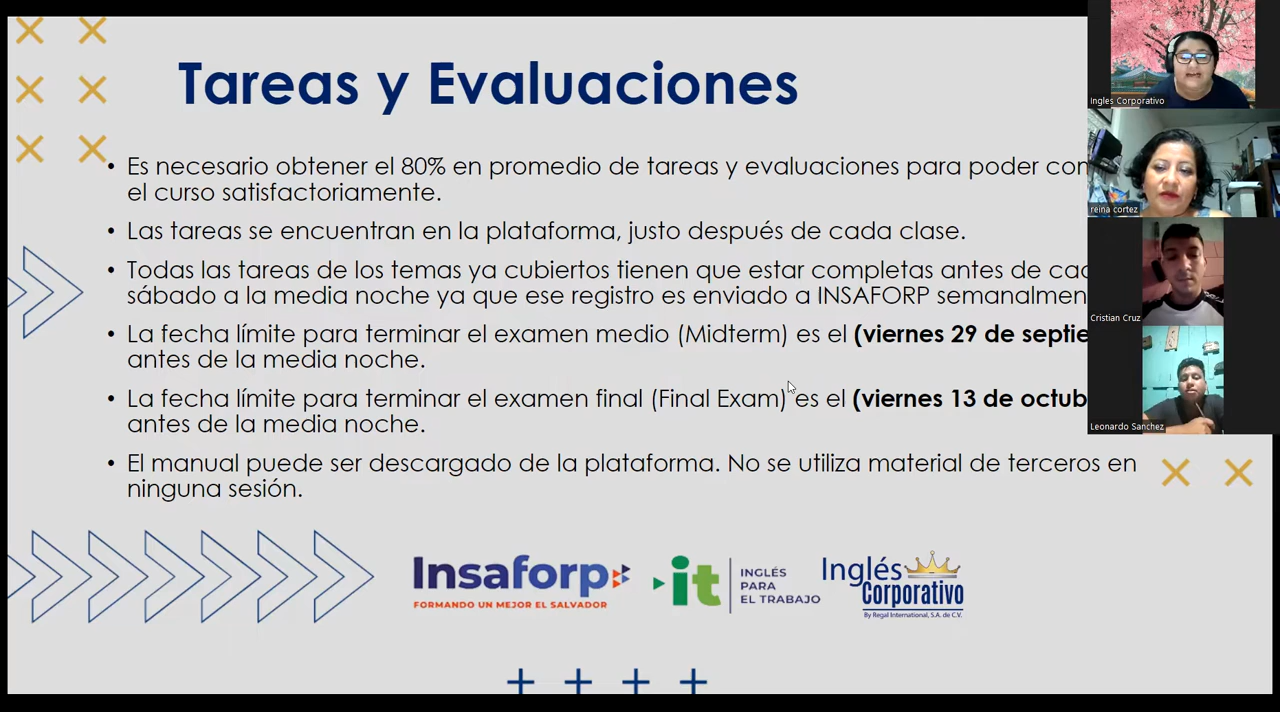 Tareas y Evaluaciones
• Es necesario obtener el 80% en promedio de tareas y evaluaciones para poder
el curso satisfactoriamente.
• Las tareas se encuentran en la plataforma, justo después de cada clase.
• Todas las tareas de los temas ya cubiertos tienen que estar completas antes de
sábado a la media noche ya que ese registro es enviado a INSAFORP
• La fecha límite para terminar el examen medio (Midterm) es el (viernes 29 de
antes de la media noche.
• La fecha límite para terminar el examen final (Final Exam) es el (viernes 13 de
antes de la media noche.
• El manual puede ser descargado de la plataforma. No se utiliza material de terceros en
ninguna sesión.
Insaforp
FORMANDO UN MEJOR EL SALVADOR
it
INGLÉS
PARA
EL TRABAJO
Inglés
Corporativo
By Regal International, S.A. de C.V.
Ingles Corporativo
reina cortez
Cristian Cruz
Leonardo Sanchez